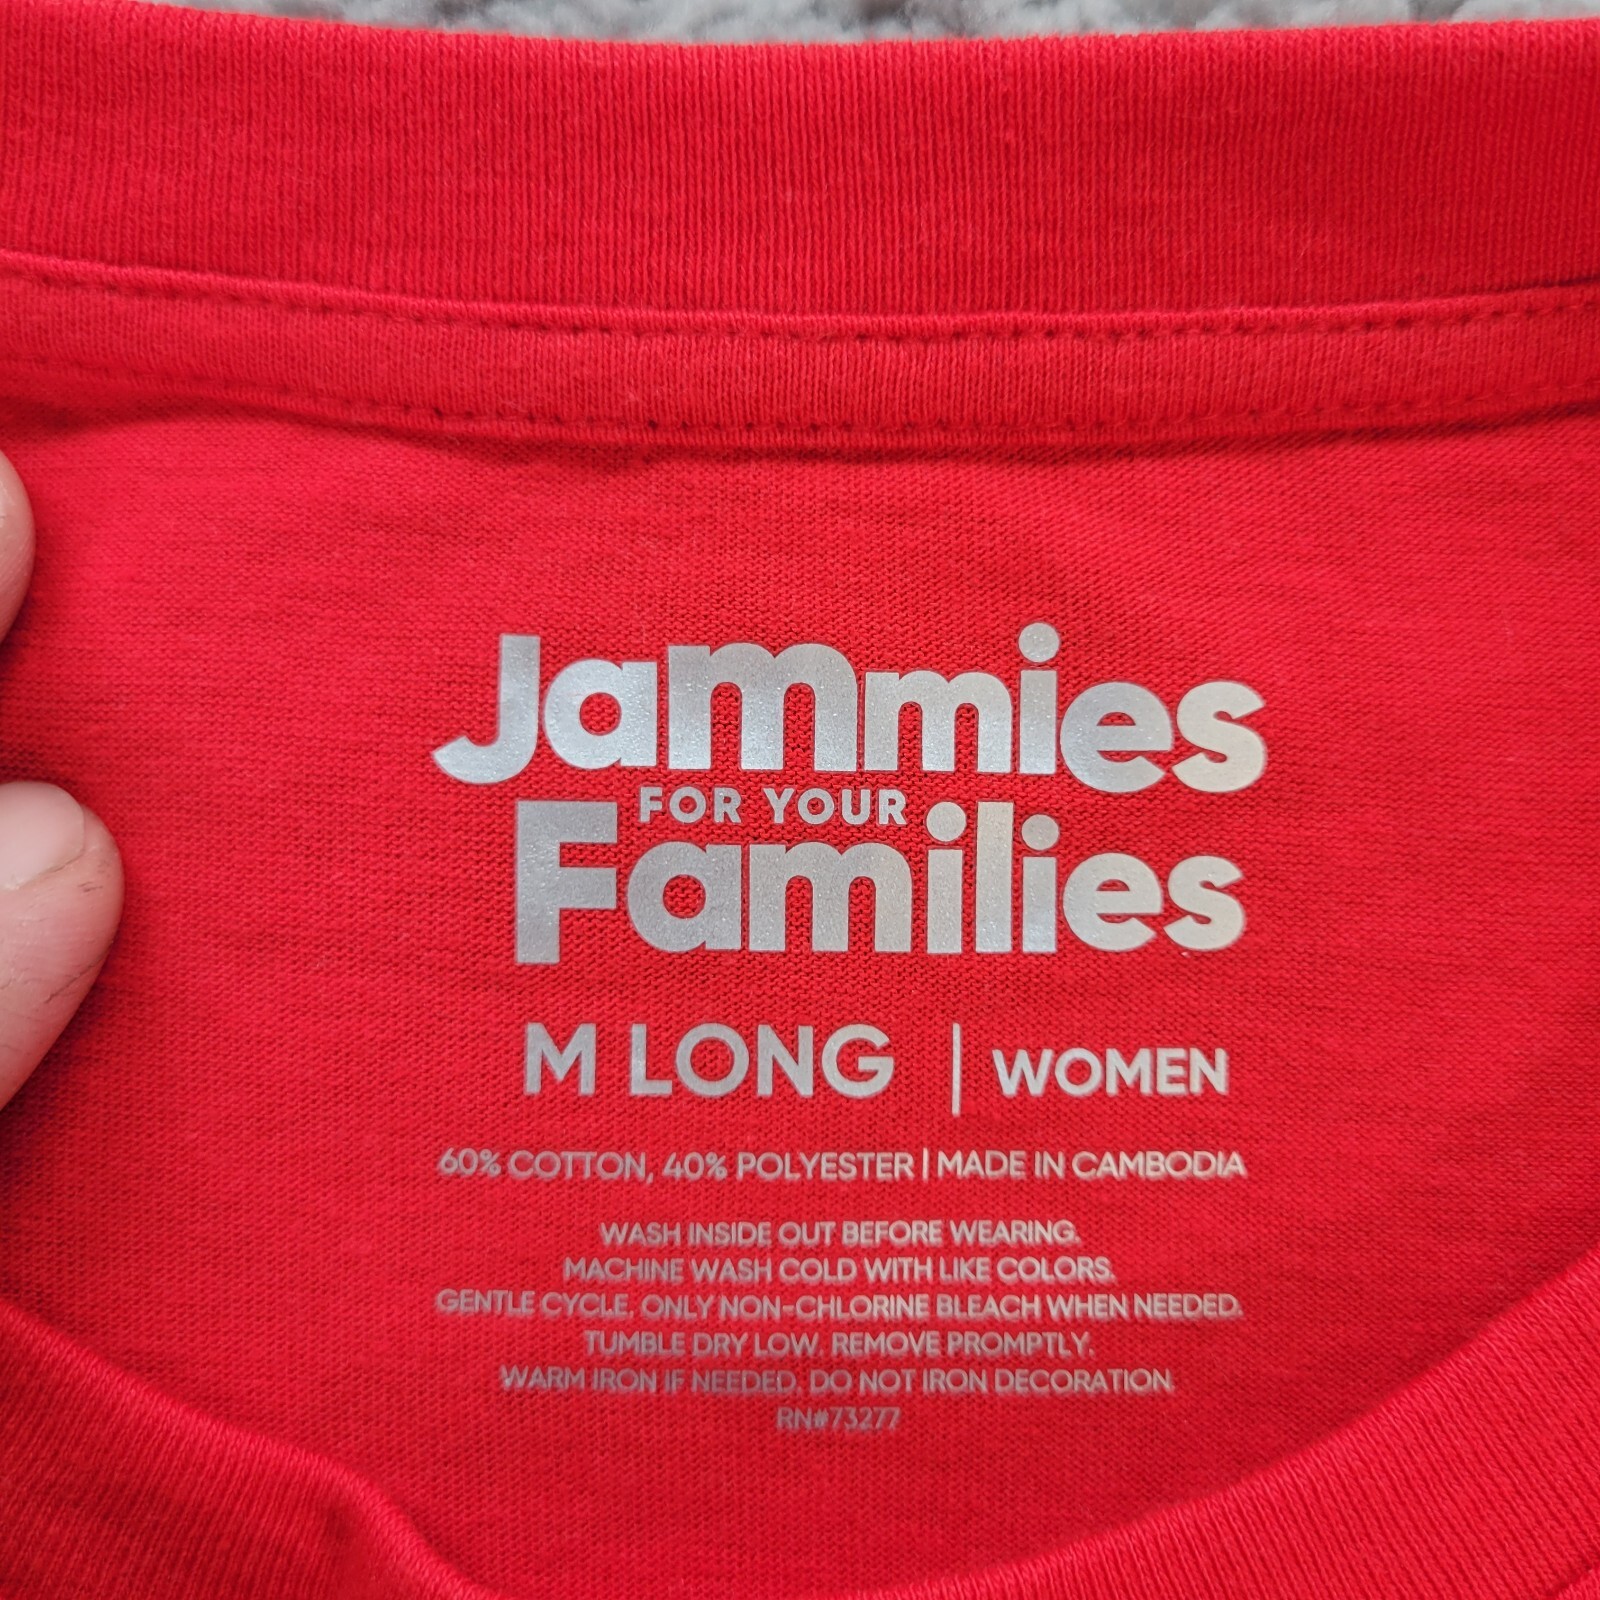 Jammies
FOR YOUR
Families
M LONG | WOMEN
60% COTTON, 40% POLYESTER | MADE IN CAMBODIA
WASH INSIDE OUT BEFORE WEARING.
MACHINE WASH COLD WITH LIKE COLORS.
GENTLE CYCLE. ONLY NON-CHLORINE BLEACH WHEN NEEDED.
TUMBLE DRY LOW. REMOVE PROMPTLY.
WARM IRON IF NEEDED. DO NOT IRON DECORATION.
RN#73277